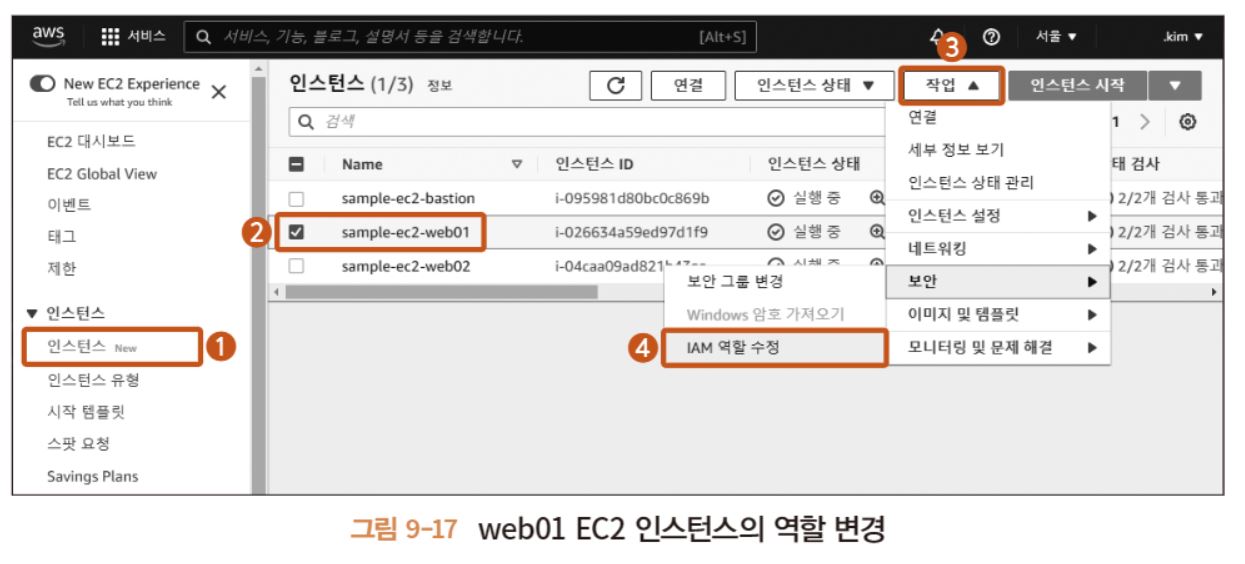 aws 서비스 서비스, 기능, 블로그, 설명서 등을 검색합니다. [Alt+S] 서울 ▼ .kim ▼
3
New EC2 Experience
Tell us what you think
EC2 대시보드
EC2 Global View
이벤트
태그
제한
▼ 인스턴스
인스턴스 New 1
인스턴스 유형
시작 템플릿
스팟 요청
Savings Plans
인스턴스 (1/3) 정보 연결 인스턴스 상태 ▼ 작업 ▲ 인스턴스 시작 ▼
검색 1 >
Name 인스턴스 ID 인스턴스 상태 태 검사
sample-ec2-bastion i-095981d80bc0c869b 실행 중 2/2개 검사 통과
2 sample-ec2-web01 i-026634a59ed97d1f9 실행 중 2/2개 검사 통과
sample-ec2-web02 실행 중 2/2개 검사 통과
연결
세부 정보 보기
인스턴스 상태 관리
인스턴스 설정 ▶
네트워킹 ▶
보안 ▶
이미지 및 템플릿 ▶
모니터링 및 문제 해결 ▶
보안 그룹 변경
Windows 암호 가져오기
4 IAM 역할 수정
그림 9-17 web01 EC2 인스턴스의 역할 변경